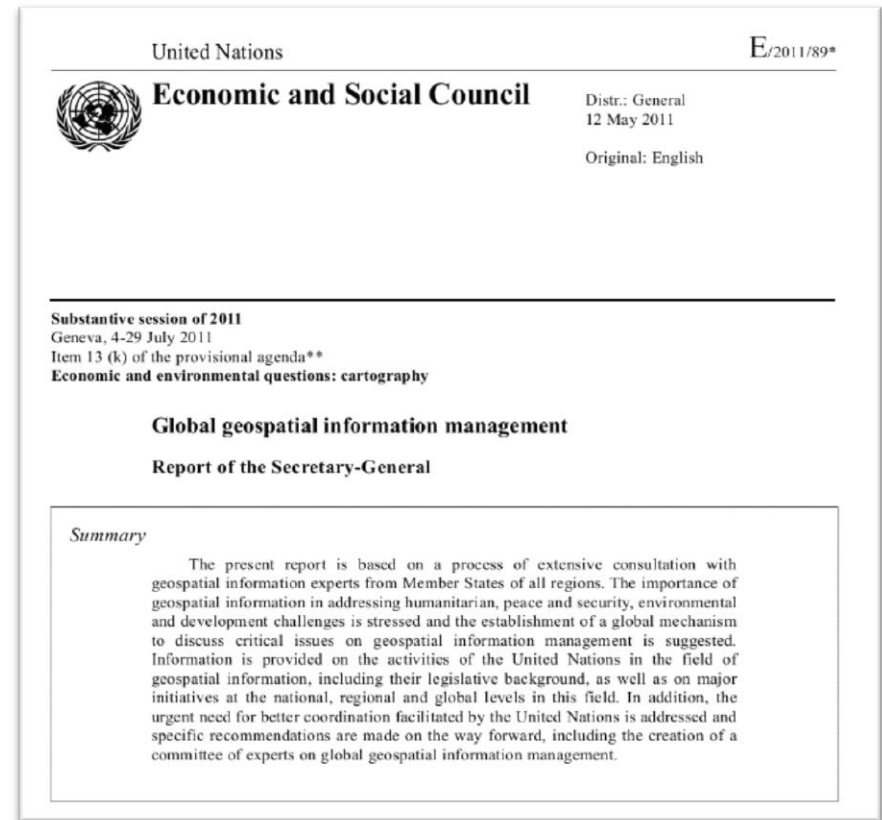 United Nations E/2011/89*
Economic and Social Council
Distr.: General
12 May 2011
Original: English
Substantive session of 2011
Geneva, 4-29 July 2011
Item 13 (k) of the provisional agenda**
Economic and environmental questions: cartography
Global geospatial information management
Report of the Secretary-General
Summary
The present report is based on a process of extensive consultation with
geospatial information experts from Member States of all regions. The importance of
geospatial information in addressing humanitarian, peace and security, environmental
and development challenges is stressed and the establishment of a global mechanism
to discuss critical issues on geospatial information management is suggested.
Information is provided on the activities of the United Nations in the field of
geospatial information, including their legislative background, as well as on major
initiatives at the national, regional and global levels in this field. In addition, the
urgent need for better coordination facilitated by the United Nations is addressed and
specific recommendations are made on the way forward, including the creation of a
committee of experts on global geospatial information management.